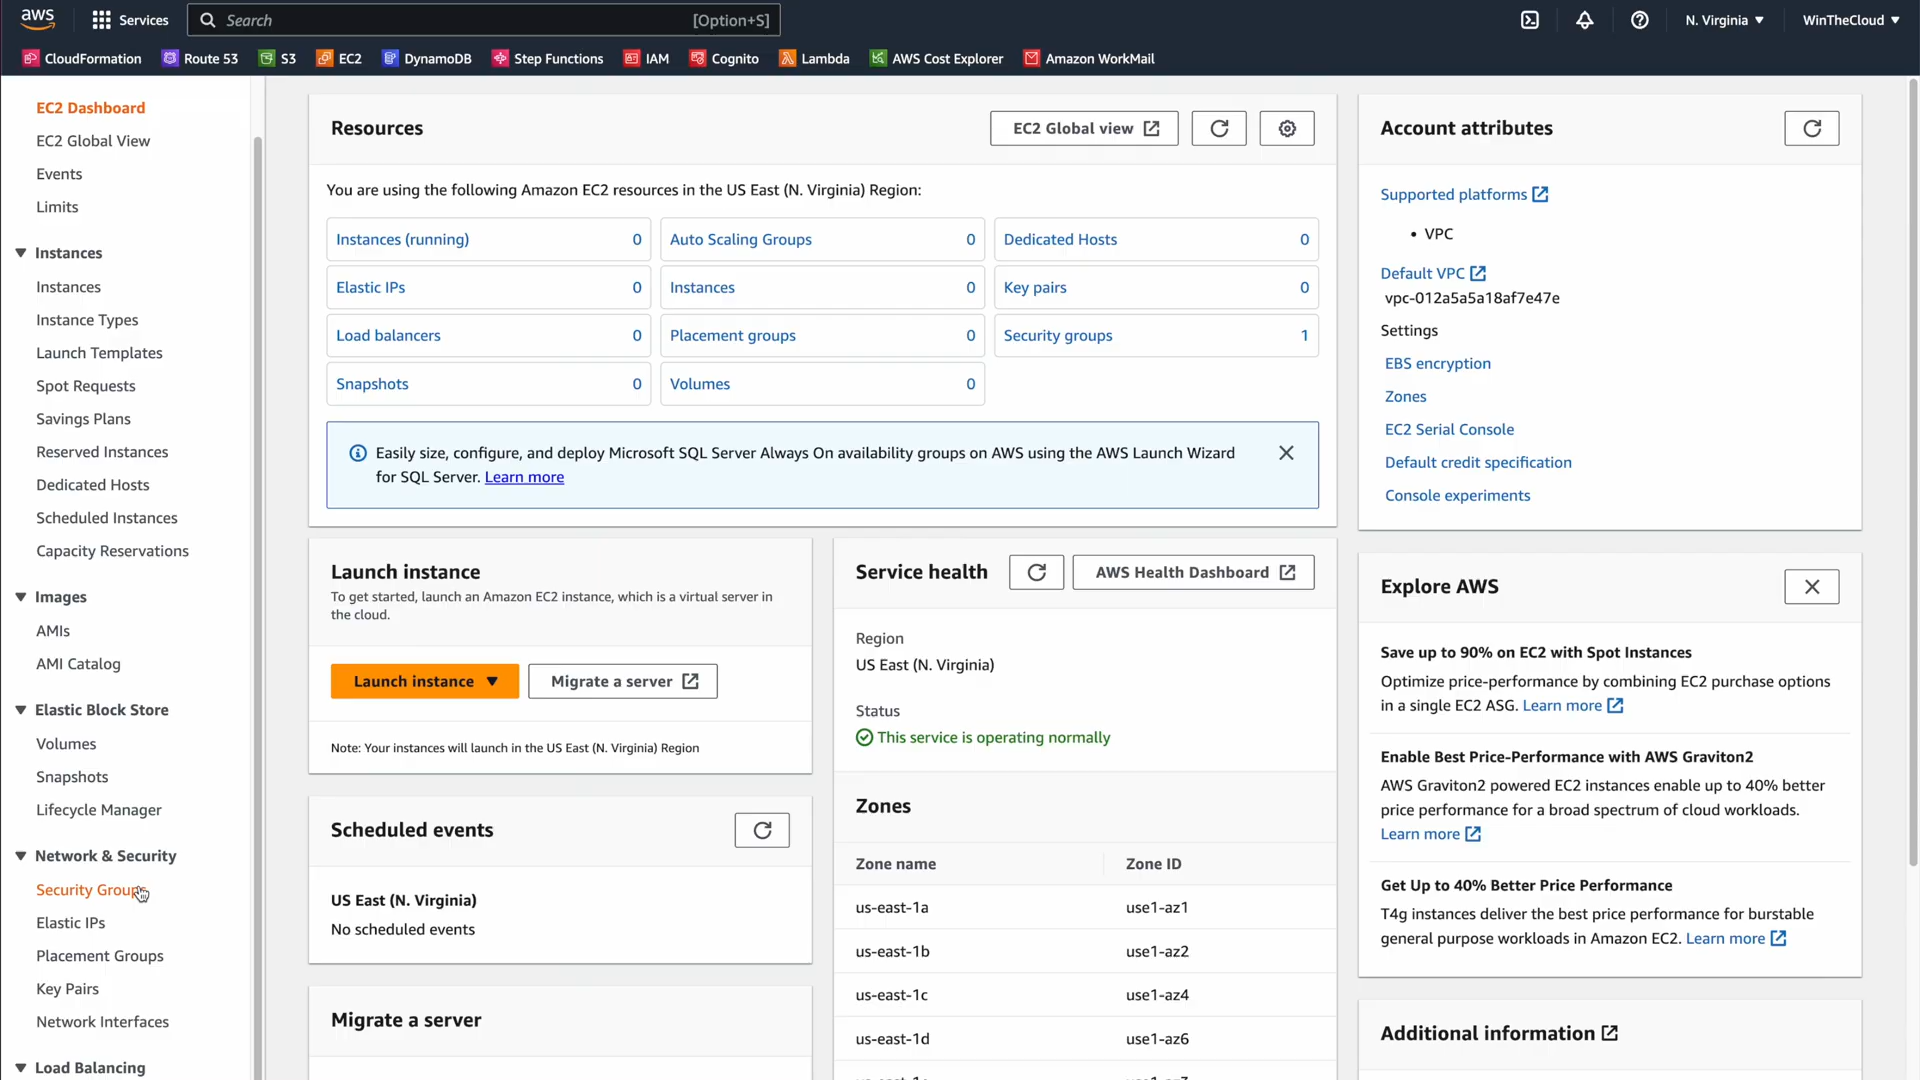 aws
Services
Search
[Option+S]
N. Virginia ▼
WinTheCloud ▼
CloudFormation
Route 53
S3
EC2
DynamoDB
Step Functions
IAM
Cognito
Lambda
AWS Cost Explorer
Amazon WorkMail
EC2 Dashboard
EC2 Global View
Events
Limits
Instances
Instances
Instance Types
Launch Templates
Spot Requests
Savings Plans
Reserved Instances
Dedicated Hosts
Scheduled Instances
Capacity Reservations
Images
AMIs
AMI Catalog
Elastic Block Store
Volumes
Snapshots
Lifecycle Manager
Network & Security
Security Groups
Elastic IPs
Placement Groups
Key Pairs
Network Interfaces
Load Balancing
Resources
EC2 Global view
You are using the following Amazon EC2 resources in the US East (N. Virginia) Region:
Instances (running) 0
Auto Scaling Groups 0
Dedicated Hosts 0
Elastic IPs 0
Instances 0
Key pairs 0
Load balancers 0
Placement groups 0
Security groups 1
Snapshots 0
Volumes 0
Easily size, configure, and deploy Microsoft SQL Server Always On availability groups on AWS using the AWS Launch Wizard
for SQL Server. Learn more
Launch instance
To get started, launch an Amazon EC2 instance, which is a virtual server in
the cloud.
Launch instance ▼
Migrate a server
Note: Your instances will launch in the US East (N. Virginia) Region
Scheduled events
US East (N. Virginia)
No scheduled events
Migrate a server
Service health
AWS Health Dashboard
Region
US East (N. Virginia)
Status
This service is operating normally
Zones
Zone name Zone ID
us-east-1a use1-az1
us-east-1b use1-az2
us-east-1c use1-az4
us-east-1d use1-az6
Account attributes
Supported platforms
• VPC
Default VPC
vpc-012a5a5a18af7e47e
Settings
EBS encryption
Zones
EC2 Serial Console
Default credit specification
Console experiments
Explore AWS
Save up to 90% on EC2 with Spot Instances
Optimize price-performance by combining EC2 purchase options
in a single EC2 ASG. Learn more
Enable Best Price-Performance with AWS Graviton2
AWS Graviton2 powered EC2 instances enable up to 40% better
price performance for a broad spectrum of cloud workloads.
Learn more
Get Up to 40% Better Price Performance
T4g instances deliver the best price performance for burstable
general purpose workloads in Amazon EC2. Learn more
Additional information